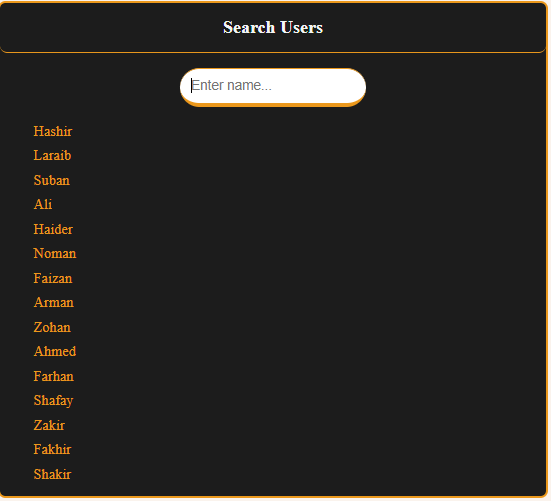 Search Users
Enter name...
Hashir
Laraib
Suban
Ali
Haider
Noman
Faizan
Arman
Zohan
Ahmed
Farhan
Shafay
Zakir
Fakhir
Shakir